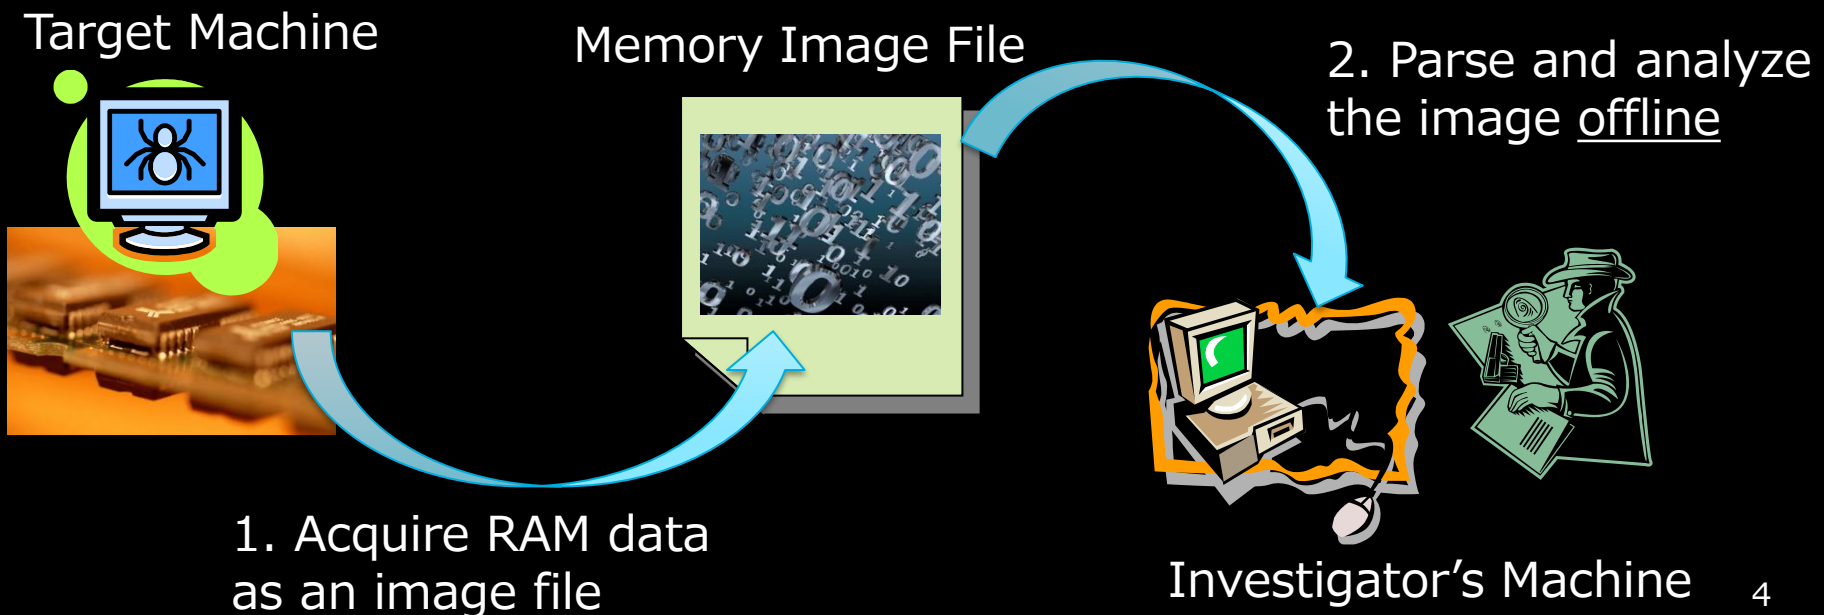 Target Machine
Memory Image File
2. Parse and analyze
the image offline
1. Acquire RAM data
as an image file
Investigator’s Machine
4